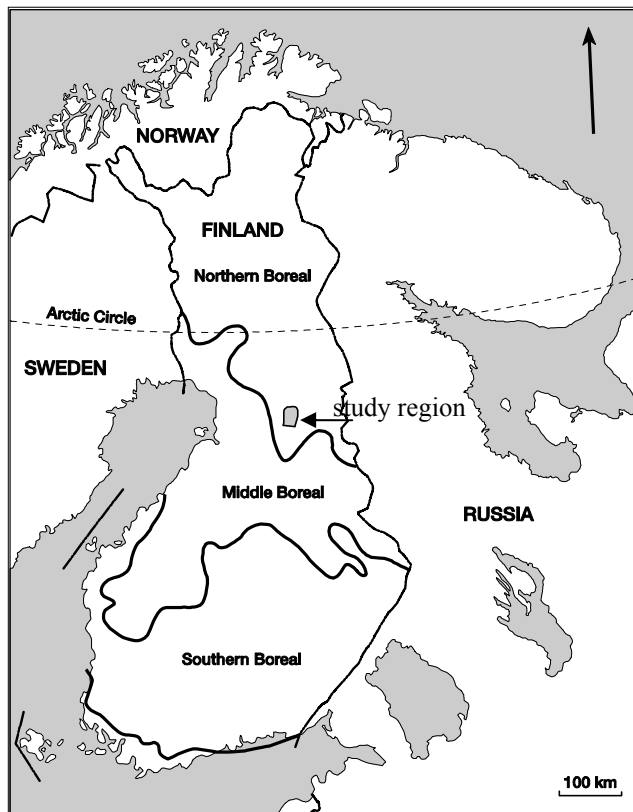 NORWAY
FINLAND
Northern Boreal
Arctic Circle
SWEDEN
study region
Middle Boreal
RUSSIA
Southern Boreal
100 km